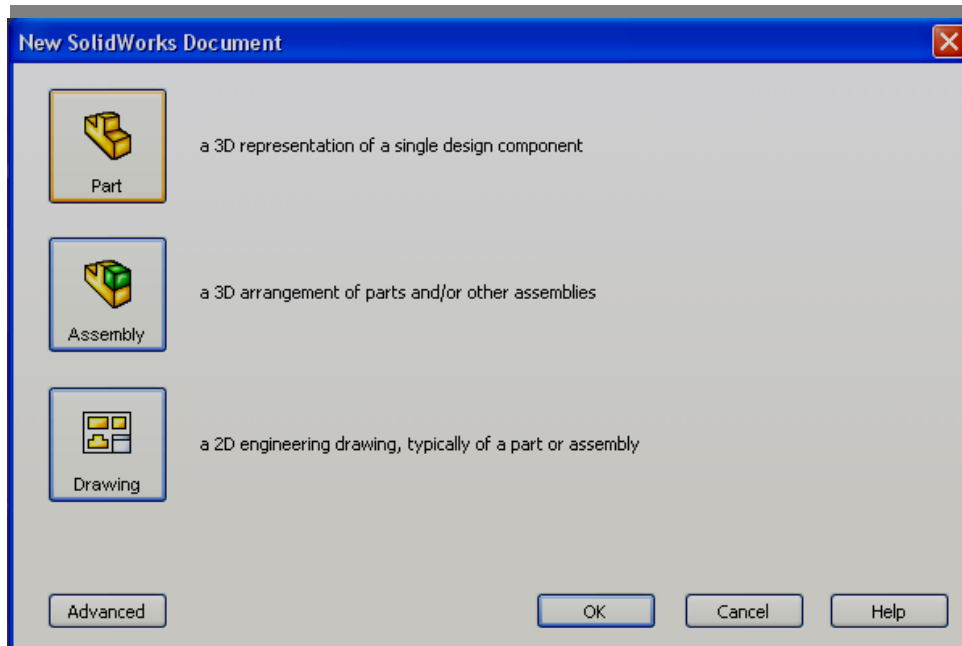 New SolidWorks Document
Part
a 3D representation of a single design component
Assembly
a 3D arrangement of parts and/or other assemblies
Drawing
a 2D engineering drawing, typically of a part or assembly
Advanced
OK
Cancel
Help